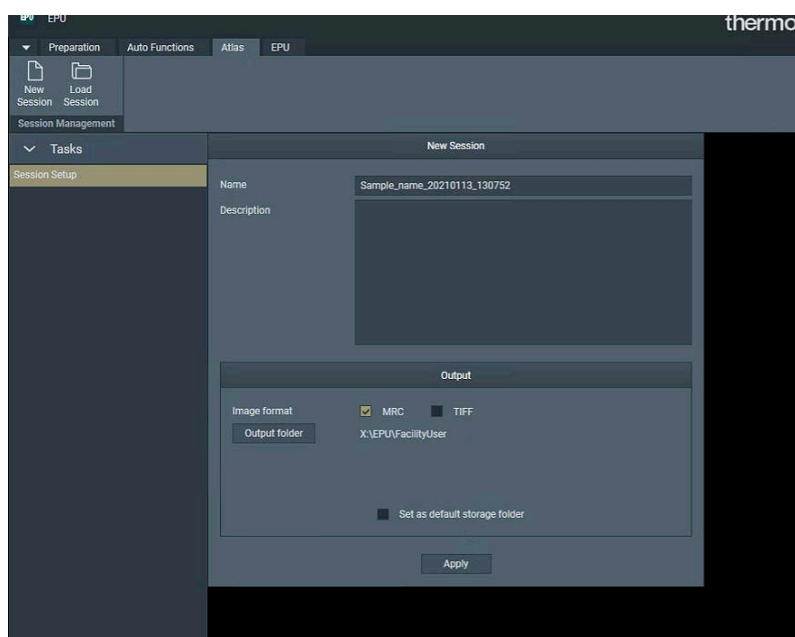 EPU EPU
thermo
Preparation Auto Functions Atlas EPU
New Session Load Session
Session Management
Tasks
Session Setup
New Session
Name Sample_name_20210113_130752
Description
Output
Image format MRC TIFF
Output folder X:\EPU\FacilityUser
Set as default storage folder
Apply